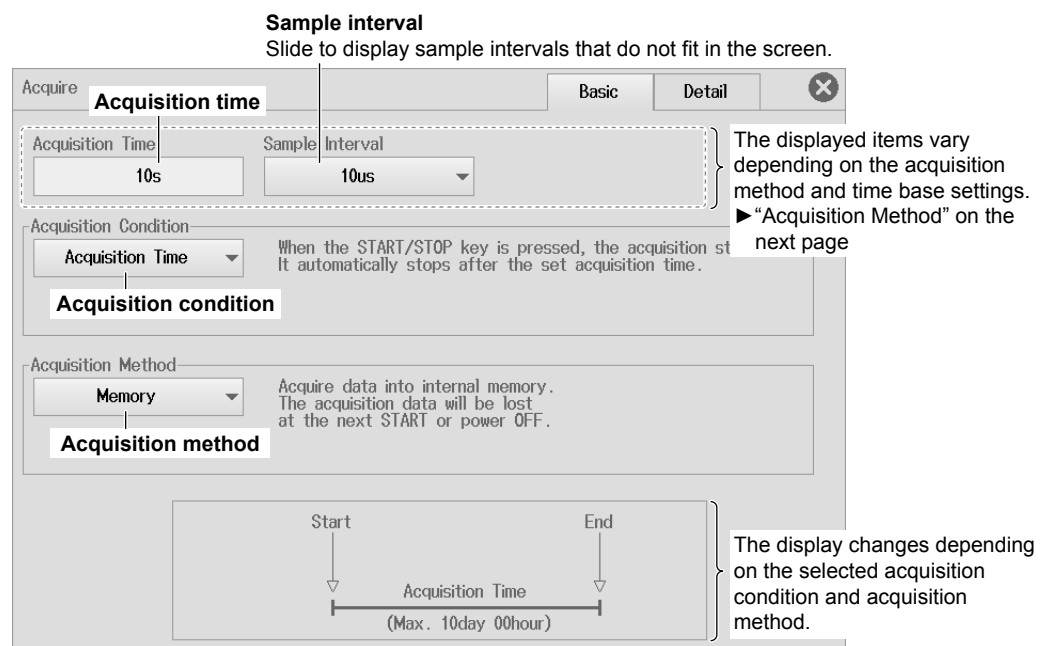 Sample interval
Slide to display sample intervals that do not fit in the screen.
Acquire
Basic
Detail
Acquisition time
Acquisition Time
Sample Interval
10s
10us
The displayed items vary
depending on the acquisition
method and time base settings.
►“Acquisition Method” on the
next page
Acquisition Condition
Acquisition Time
When the START/STOP key is pressed, the acquisition st
It automatically stops after the set acquisition time.
Acquisition condition
Acquisition Method
Memory
Acquire data into internal memory.
The acquisition data will be lost
at the next START or power OFF.
Acquisition method
Start
End
Acquisition Time
(Max. 10day 00hour)
The display changes depending
on the selected acquisition
condition and acquisition
method.